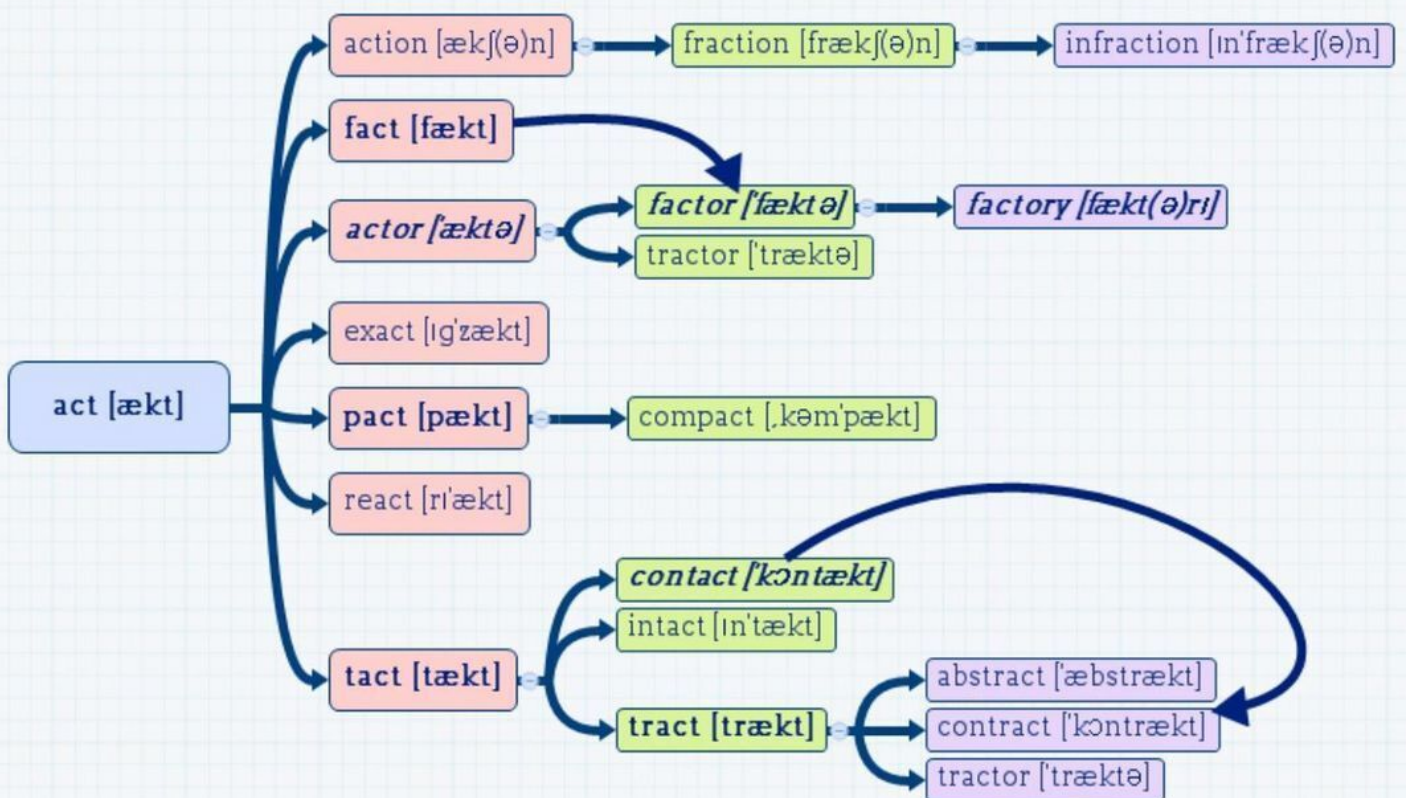 action [ækʃ(ə)n]
fraction [frækʃ(ə)n]
infraction [ɪn'frækʃ(ə)n]
fact [fækt]
actor ['æktə]
factor ['fæktə]
factory [fækt(ə)rɪ]
tractor ['træktə]
exact [ɪg'zækt]
act [ækt]
pact [pækt]
compact [ˌkəm'pækt]
react [rɪ'ækt]
contact ['kɔntækt]
intact [ɪn'tækt]
tact [tækt]
tract [trækt]
abstract ['æbstrækt]
contract ['kɔntrækt]
tractor ['træktə]